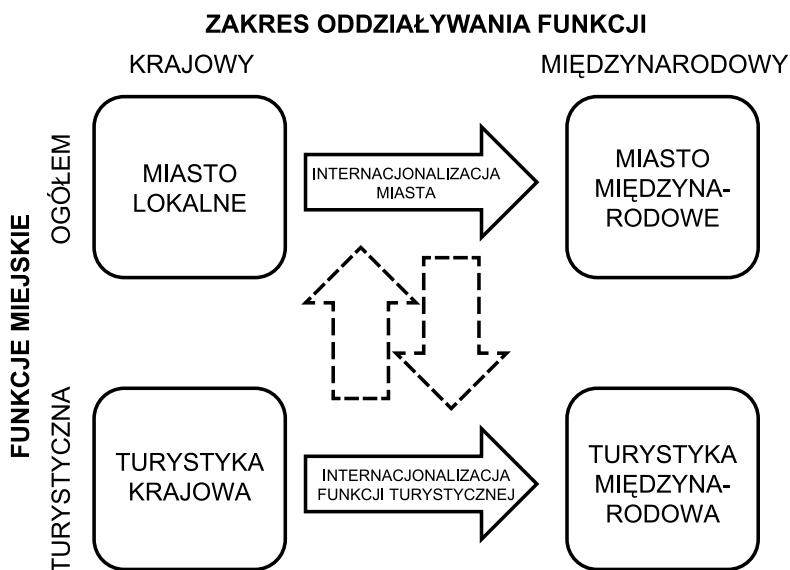 ZAKRES ODDZIAŁYWANIA FUNKCJI
KRAJOWY
MIĘDZYNARODOWY
FUNKCJE MIEJSKIE
OGÓŁEM
MIASTO
LOKALNE
INTERNACJONALIZACJA
MIASTA
MIASTO
MIĘDZYNA-
RODOWE
TURYSTYCZNA
TURYSTYKA
KRAJOWA
INTERNACJONALIZACJA
FUNKCJI TURYSTYCZNEJ
TURYSTYKA
MIĘDZYNA-
RODOWA